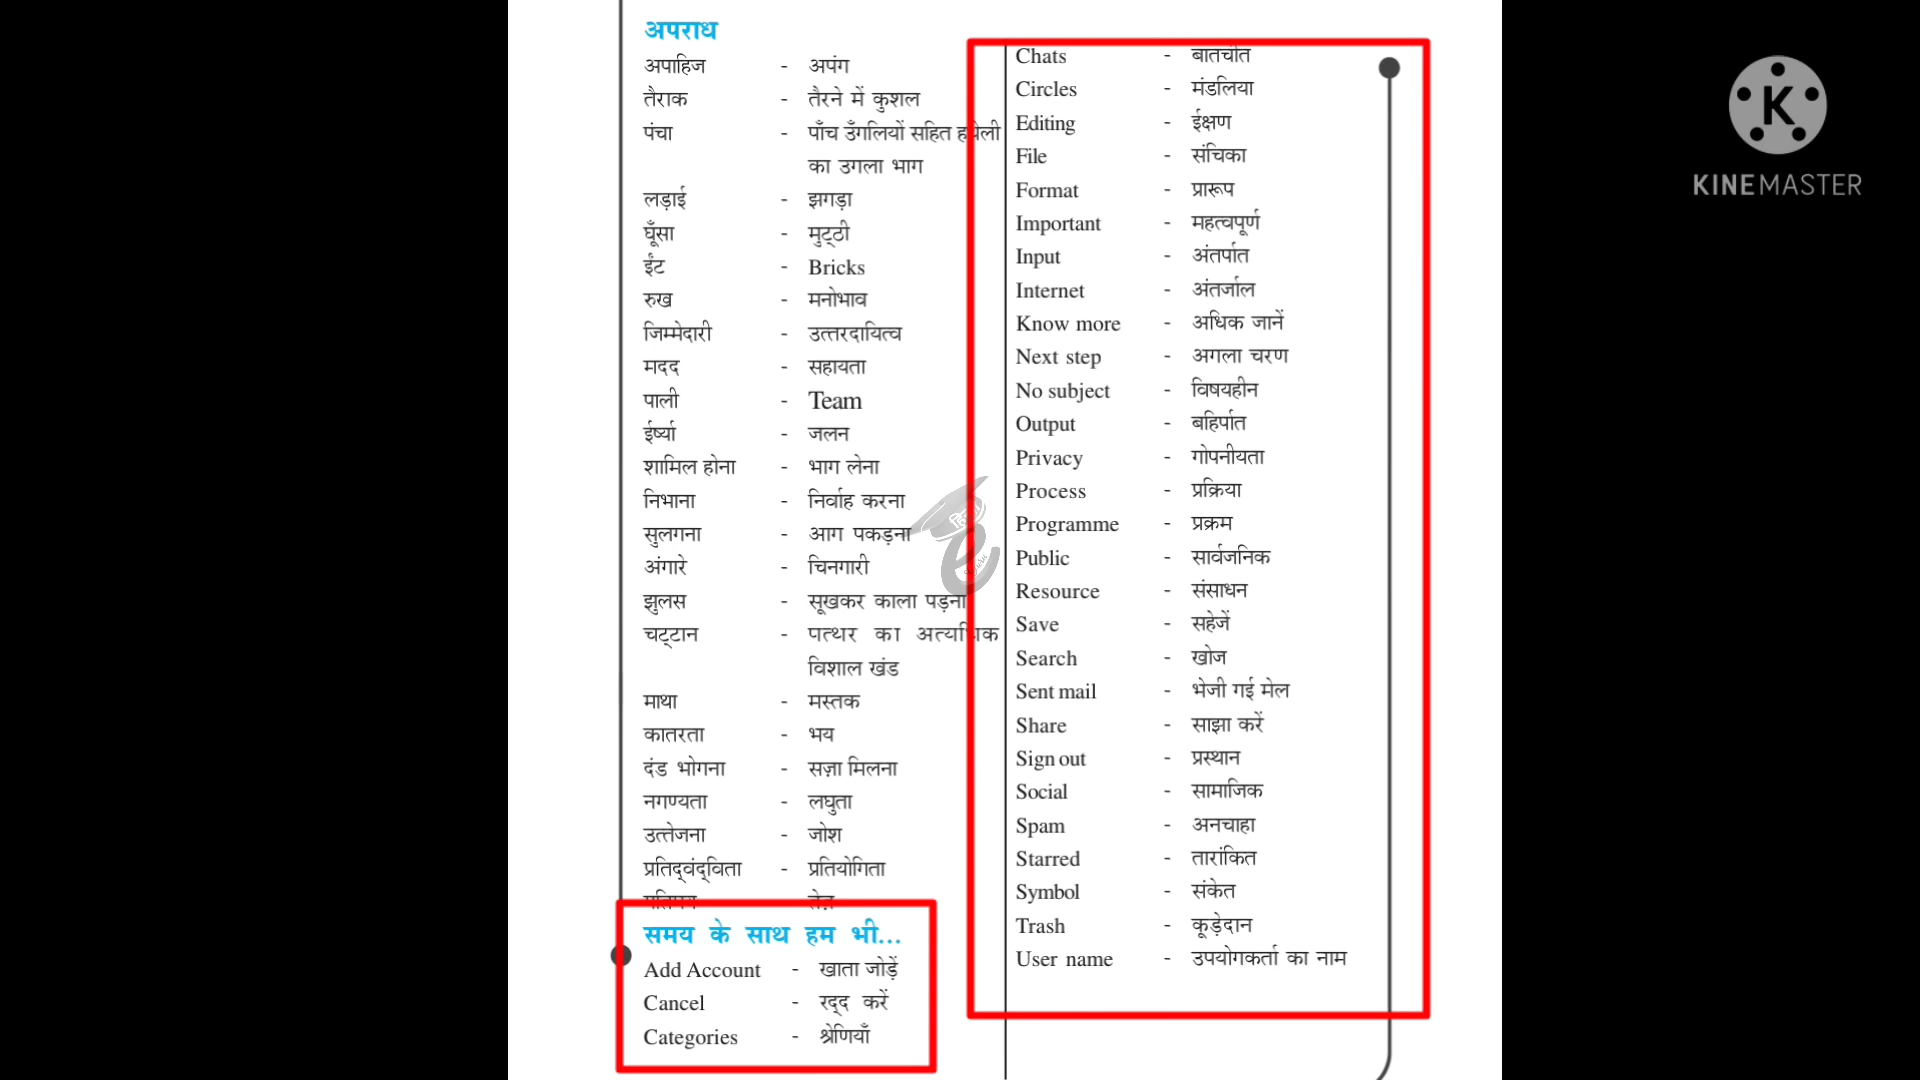 अपराध
अपाहिज - अपंग
तैराक - तैरने में कुशल
पंचा - पाँच उँगलियों सहित हथेली
का उगला भाग
लड़ाई - झगड़ा
घूँसा - मुट्ठी
ईंट - Bricks
रुख - मनोभाव
जिम्मेदारी - उत्तरदायित्व
मदद - सहायता
पाली - Team
ईर्ष्या - जलन
शामिल होना - भाग लेना
निभाना - निर्वाह करना
सुलगना - आग पकड़ना
अंगारे - चिनगारी
झुलस - सूखकर काला पड़ना
चट्टान - पत्थर का अत्यधिक
विशाल खंड
माथा - मस्तक
कातरता - भय
दंड भोगना - सज़ा मिलना
नगण्यता - लघुता
उत्तेजना - जोश
प्रतिद्वंद्विता - प्रतियोगिता
समय के साथ हम भी...
Add Account - खाता जोड़ें
Cancel - रद्द करें
Categories - श्रेणियाँ
Chats - बातचीत
Circles - मंडलिया
Editing - ईक्षण
File - संचिका
Format - प्रारूप
Important - महत्वपूर्ण
Input - अंतर्पात
Internet - अंतर्जाल
Know more - अधिक जानें
Next step - अगला चरण
No subject - विषयहीन
Output - बहिर्पात
Privacy - गोपनीयता
Process - प्रक्रिया
Programme - प्रक्रम
Public - सार्वजनिक
Resource - संसाधन
Save - सहेजें
Search - खोज
Sent mail - भेजी गई मेल
Share - साझा करें
Sign out - प्रस्थान
Social - सामाजिक
Spam - अनचाहा
Starred - तारांकित
Symbol - संकेत
Trash - कूड़ेदान
User name - उपयोगकर्ता का नाम
K
KINEMASTER